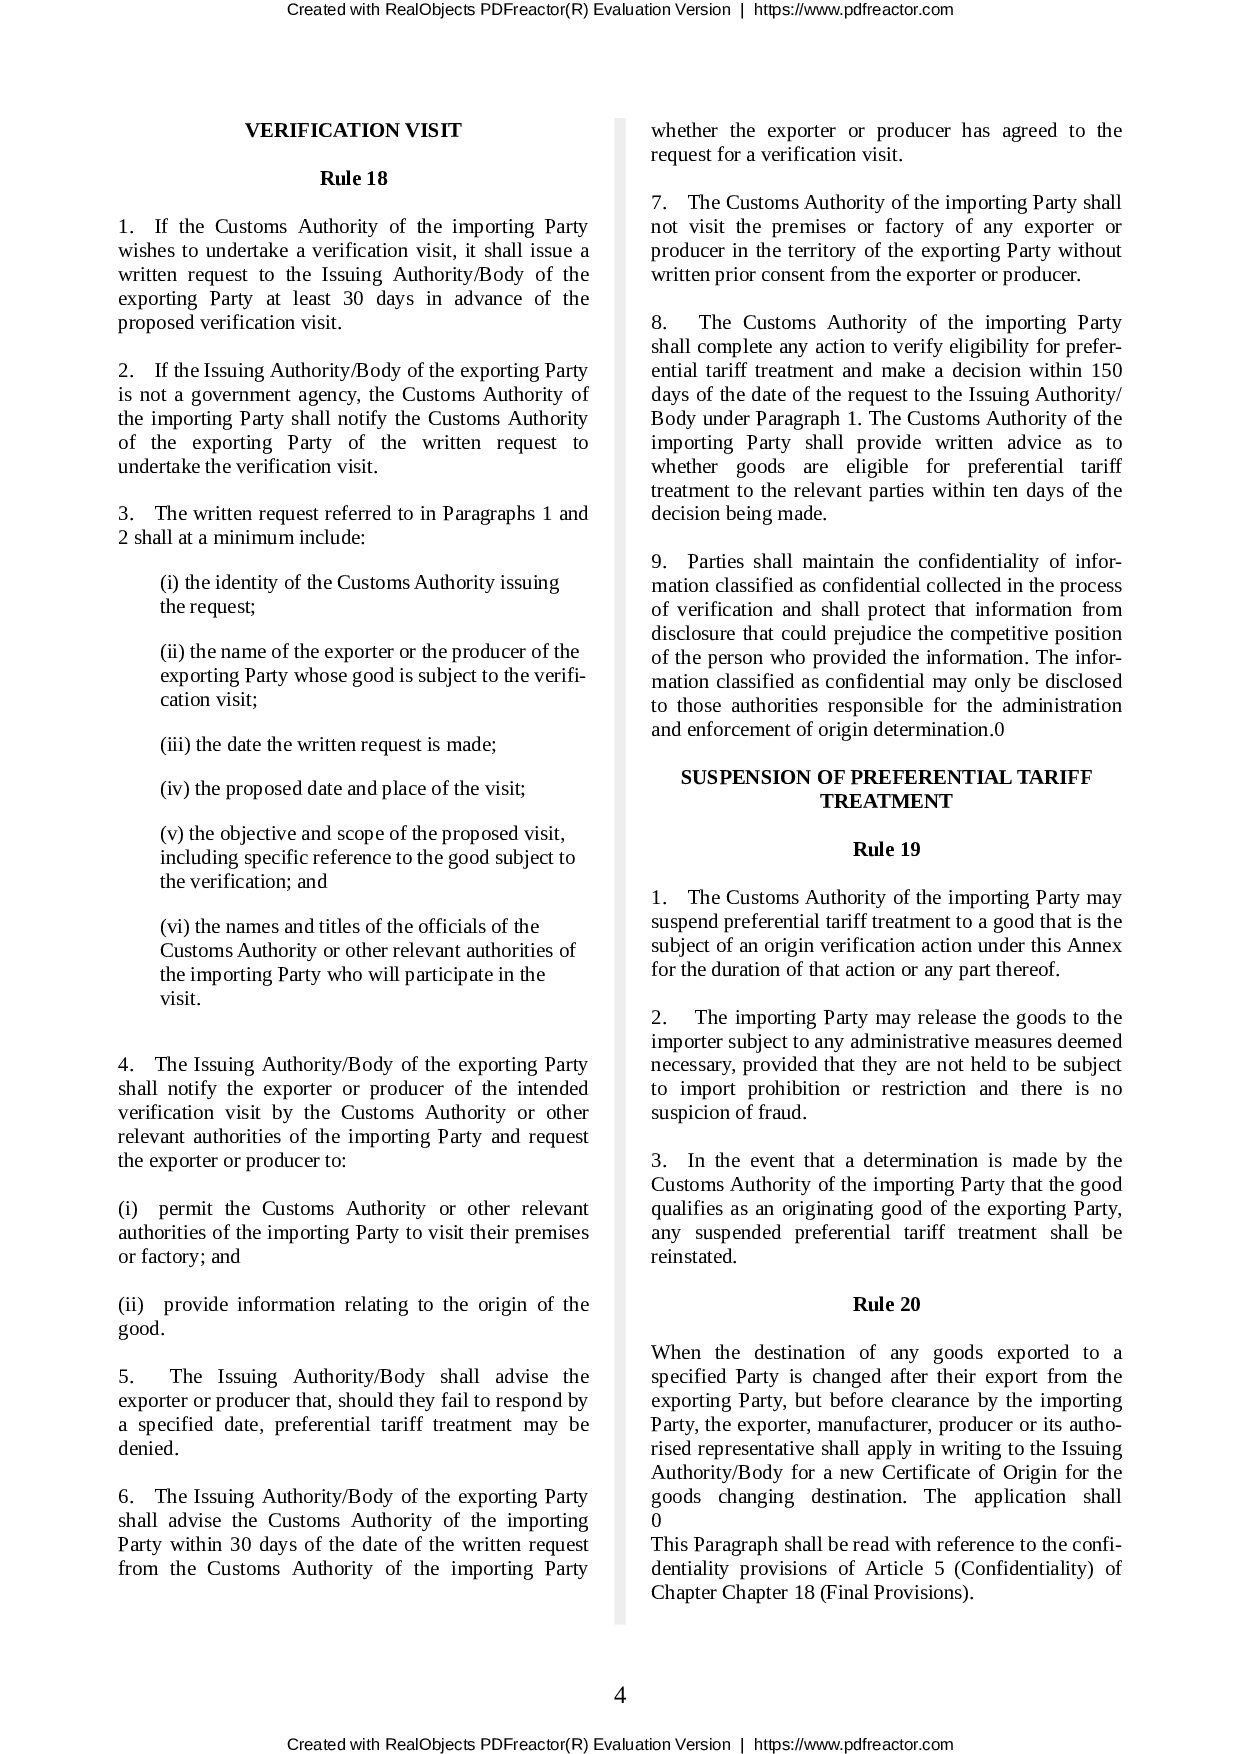 Created with RealObjects PDFreactor(R) Evaluation Version | https://www.pdfreactor.com
VERIFICATION VISIT
Rule 18
1. If the Customs Authority of the importing Party
wishes to undertake a verification visit, it shall issue a
written request to the Issuing Authority/Body of the
exporting Party at least 30 days in advance of the
proposed verification visit.
2. If the Issuing Authority/Body of the exporting Party
is not a government agency, the Customs Authority of
the importing Party shall notify the Customs Authority
of the exporting Party of the written request to
undertake the verification visit.
3. The written request referred to in Paragraphs 1 and
2 shall at a minimum include:
(i) the identity of the Customs Authority issuing
the request;
(ii) the name of the exporter or the producer of the
exporting Party whose good is subject to the verifi-
cation visit;
(iii) the date the written request is made;
(iv) the proposed date and place of the visit;
(v) the objective and scope of the proposed visit,
including specific reference to the good subject to
the verification; and
(vi) the names and titles of the officials of the
Customs Authority or other relevant authorities of
the importing Party who will participate in the
visit.
4. The Issuing Authority/Body of the exporting Party
shall notify the exporter or producer of the intended
verification visit by the Customs Authority or other
relevant authorities of the importing Party and request
the exporter or producer to:
(i) permit the Customs Authority or other relevant
authorities of the importing Party to visit their premises
or factory; and
(ii) provide information relating to the origin of the
good.
5. The Issuing Authority/Body shall advise the
exporter or producer that, should they fail to respond by
a specified date, preferential tariff treatment may be
denied.
6. The Issuing Authority/Body of the exporting Party
shall advise the Customs Authority of the importing
Party within 30 days of the date of the written request
from the Customs Authority of the importing Party
whether the exporter or producer has agreed to the
request for a verification visit.
7. The Customs Authority of the importing Party shall
not visit the premises or factory of any exporter or
producer in the territory of the exporting Party without
written prior consent from the exporter or producer.
8. The Customs Authority of the importing Party
shall complete any action to verify eligibility for prefer-
ential tariff treatment and make a decision within 150
days of the date of the request to the Issuing Authority/
Body under Paragraph 1. The Customs Authority of the
importing Party shall provide written advice as to
whether goods are eligible for preferential tariff
treatment to the relevant parties within ten days of the
decision being made.
9. Parties shall maintain the confidentiality of infor-
mation classified as confidential collected in the process
of verification and shall protect that information from
disclosure that could prejudice the competitive position
of the person who provided the information. The infor-
mation classified as confidential may only be disclosed
to those authorities responsible for the administration
and enforcement of origin determination.0
SUSPENSION OF PREFERENTIAL TARIFF
TREATMENT
Rule 19
1. The Customs Authority of the importing Party may
suspend preferential tariff treatment to a good that is the
subject of an origin verification action under this Annex
for the duration of that action or any part thereof.
2. The importing Party may release the goods to the
importer subject to any administrative measures deemed
necessary, provided that they are not held to be subject
to import prohibition or restriction and there is no
suspicion of fraud.
3. In the event that a determination is made by the
Customs Authority of the importing Party that the good
qualifies as an originating good of the exporting Party,
any suspended preferential tariff treatment shall be
reinstated.
Rule 20
When the destination of any goods exported to a
specified Party is changed after their export from the
exporting Party, but before clearance by the importing
Party, the exporter, manufacturer, producer or its autho-
rised representative shall apply in writing to the Issuing
Authority/Body for a new Certificate of Origin for the
goods changing destination. The application shall
0
This Paragraph shall be read with reference to the confi-
dentiality provisions of Article 5 (Confidentiality) of
Chapter Chapter 18 (Final Provisions).
4
Created with RealObjects PDFreactor(R) Evaluation Version | https://www.pdfreactor.com